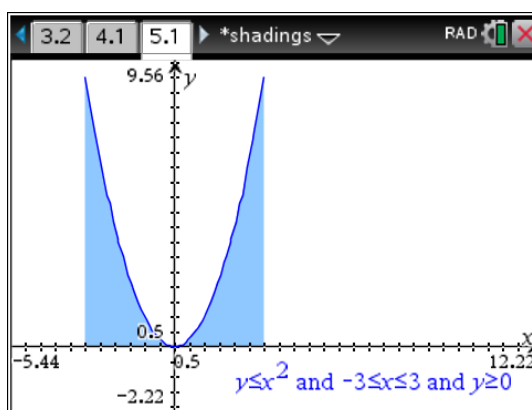 3.2 4.1 5.1 *shadings RAD
9.56 y
0.5
x
-5.44 0.5 12.22
y≤x² and -3≤x≤3 and y≥0
-2.22